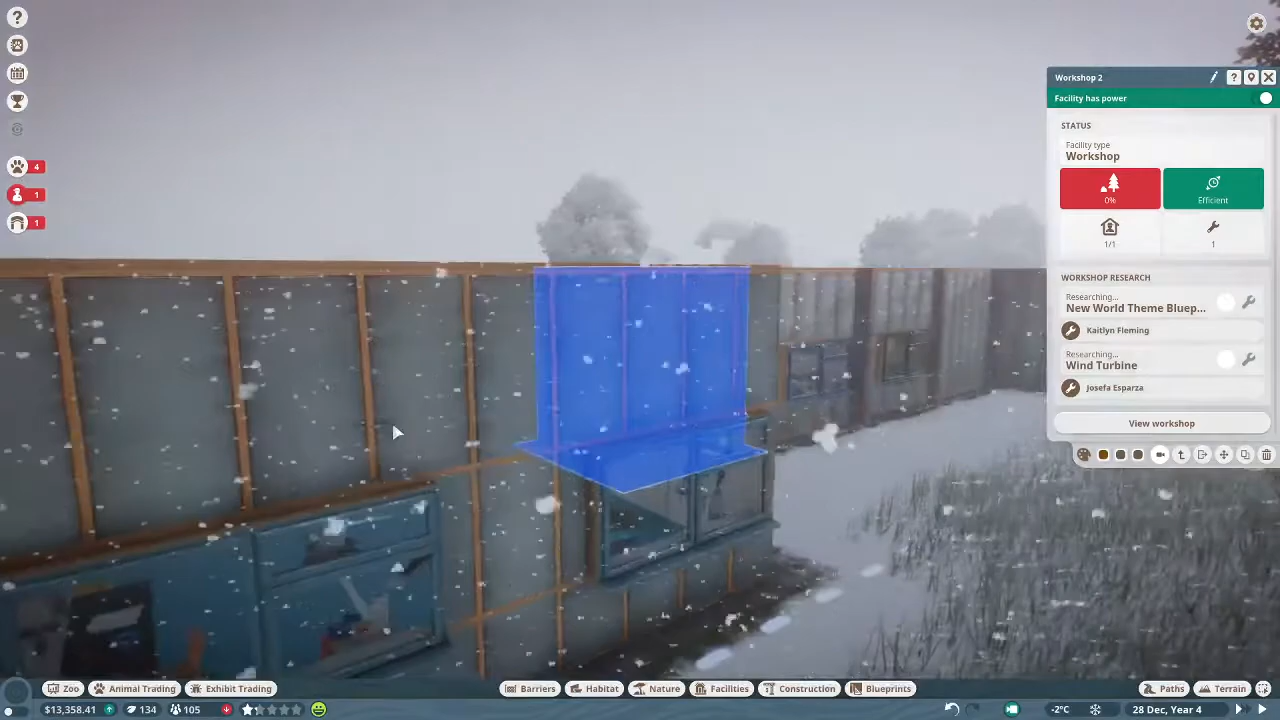 ?
4
1
1
Workshop 2
?
Facility has power
STATUS
Facility type
Workshop
0%
Efficient
1/1
1
WORKSHOP RESEARCH
Researching...
New World Theme Bluep...
Kaitlyn Fleming
Researching...
Wind Turbine
Josefa Esparza
View workshop
Zoo
Animal Trading
Exhibit Trading
Barriers
Habitat
Nature
Facilities
Construction
Blueprints
Paths
Terrain
$13,358.41
134
105
-2°C
28 Dec, Year 4